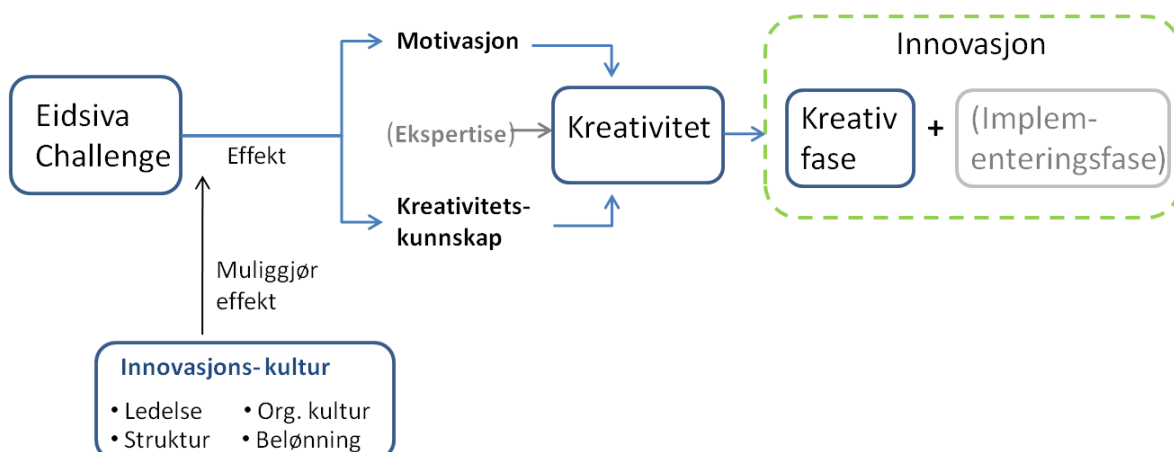 Eidsiva
Challenge
Effekt
Muliggjør
effekt
Innovasjons- kultur
• Ledelse • Org. kultur
• Struktur • Belønning
Motivasjon
(Ekspertise)
Kreativitets-
kunnskap
Kreativitet
Innovasjon
Kreativ
fase
+
(Implem-
enteringsfase)